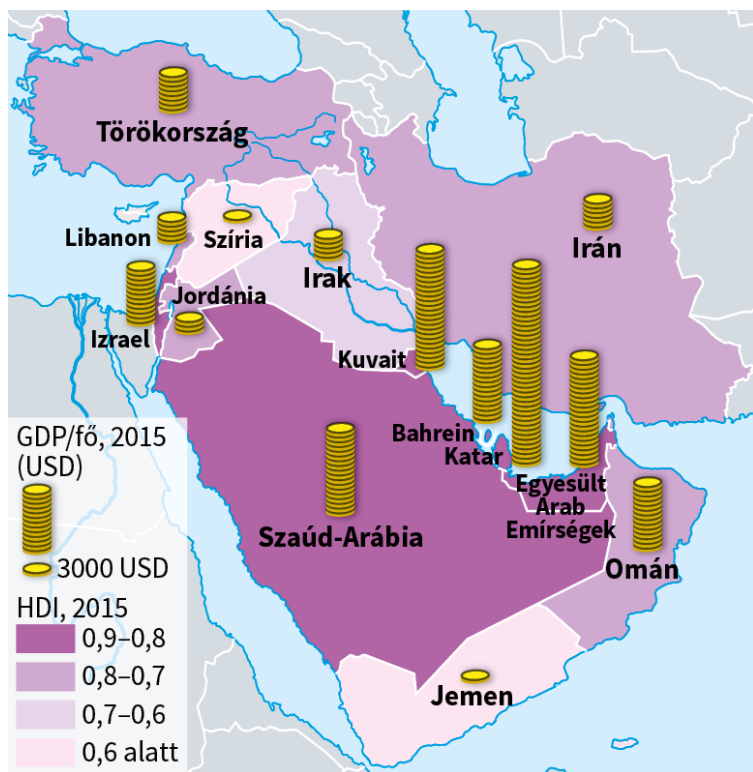 Törökország
Libanon
Szíria
Irán
Irak
Jordánia
Izrael
Kuvait
Bahrein
Katar
Egyesült
Arab
Emírségek
Szaúd-Arábia
Omán
Jemen
GDP/fő, 2015
(USD)
3000 USD
HDI, 2015
0,9–0,8
0,8–0,7
0,7–0,6
0,6 alatt